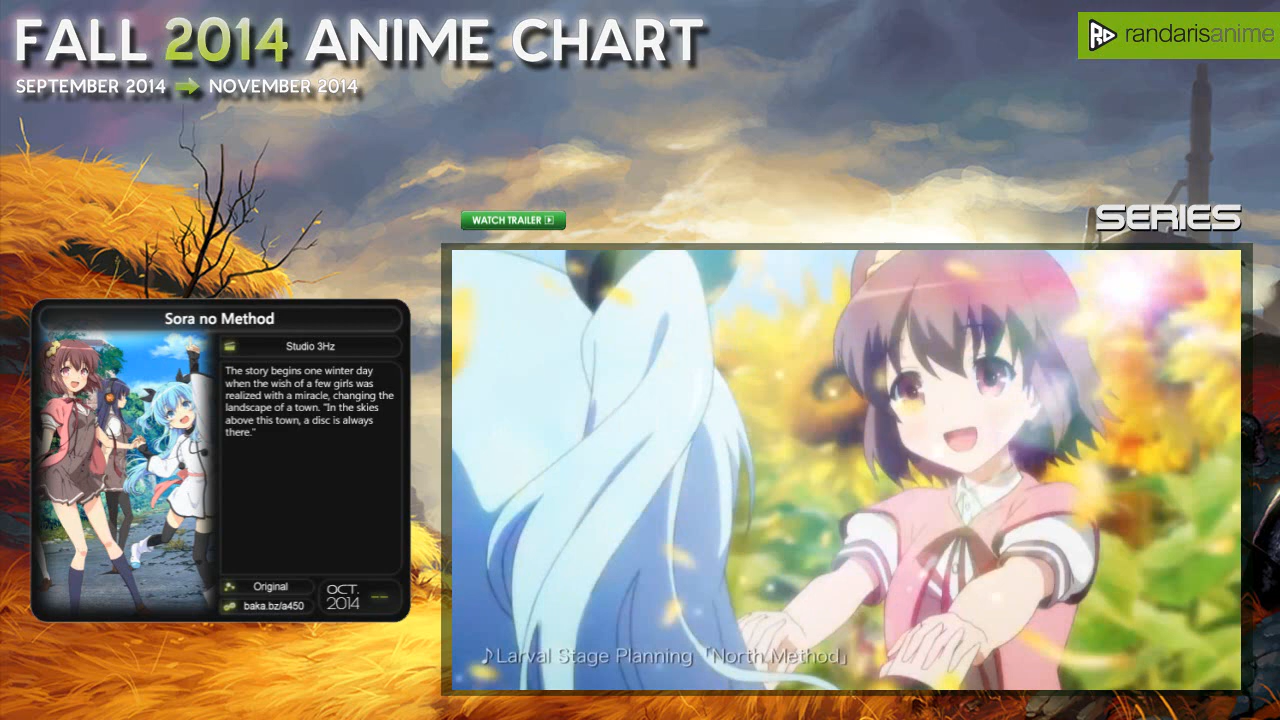 FALL 2014 ANIME CHART
SEPTEMBER 2014 NOVEMBER 2014
randarisanime
WATCH TRAILER
SERIES
Sora no Method
Studio 3Hz
The story begins one winter day
when the wish of a few girls was
realized with a miracle, changing the
landscape of a town. "In the skies
above this town, a disc is always
there."
Original
baka.bz/a450
OCT.
2014 --
♪Larval Stage Planning 「North Method」